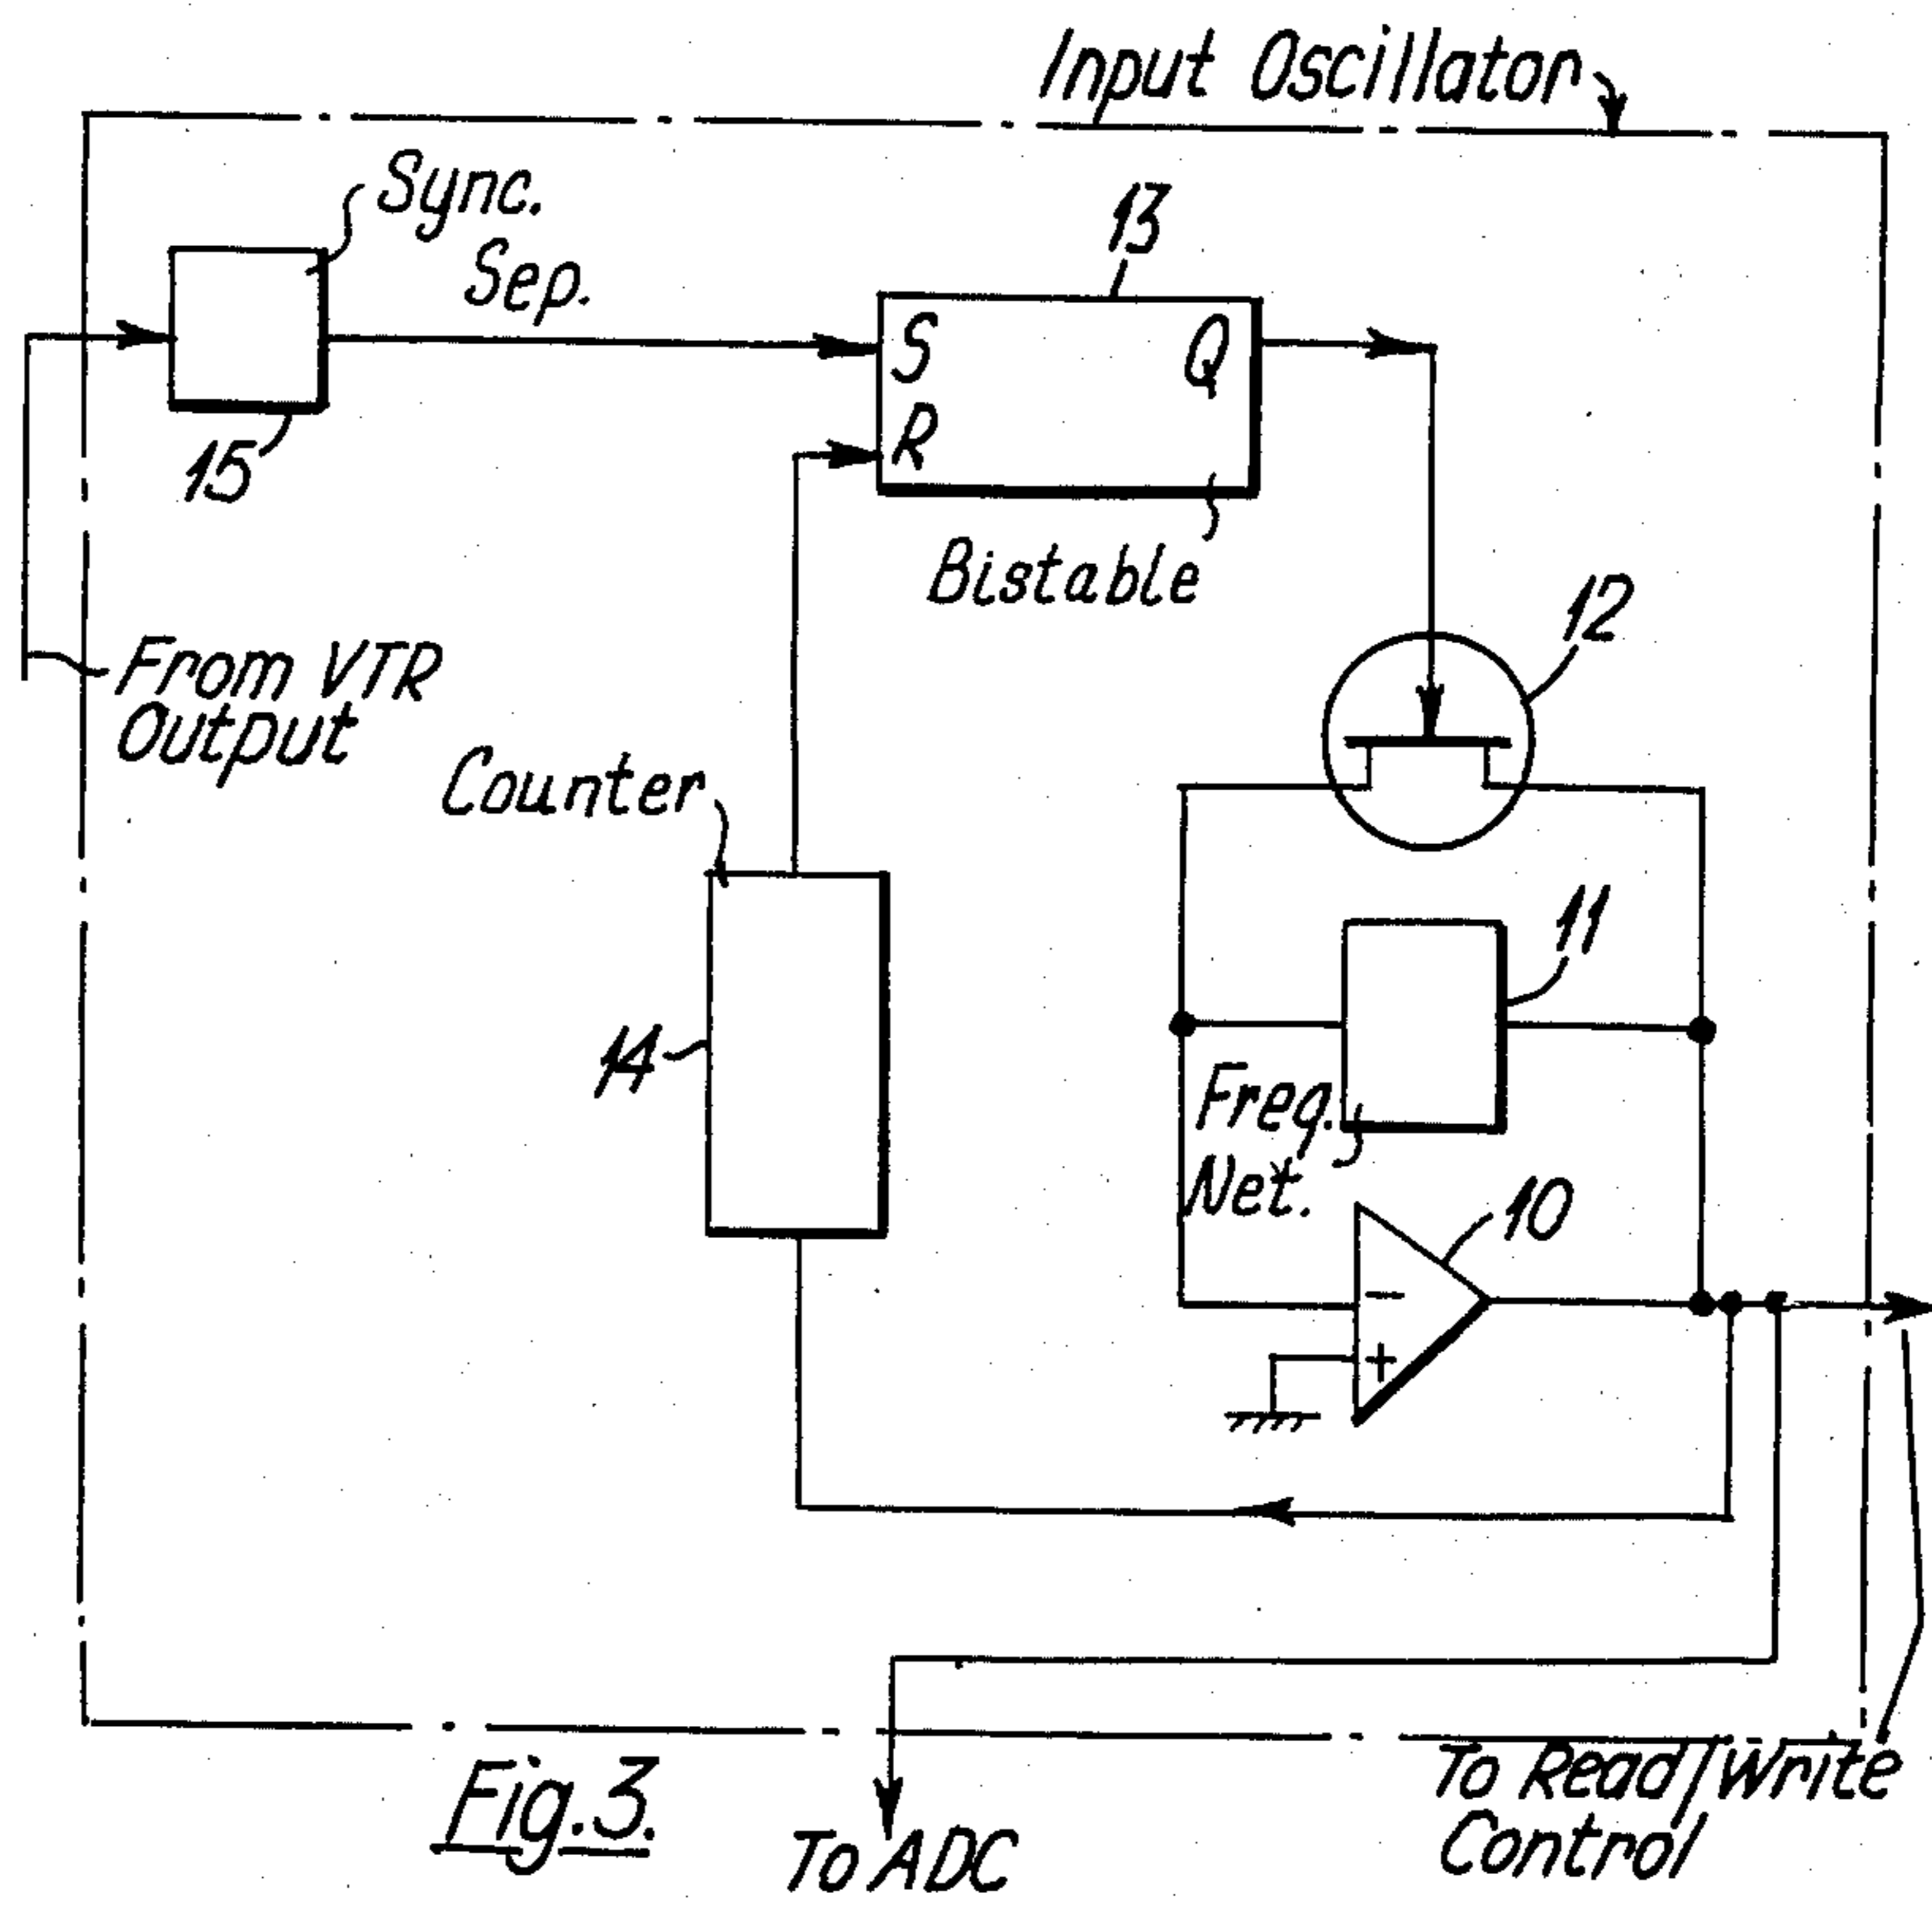 Input Oscillator
Sync.
Sep.
13
S
Q
R
15
Bistable
12
From VTR
Output
Counter
11
14
Freq.
Net.
10
-
+
To Read/Write
Control
Fig.3.
To ADC